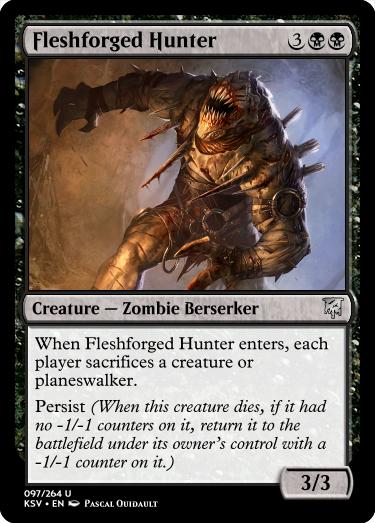 Fleshforged Hunter 3
Creature — Zombie Berserker
When Fleshforged Hunter enters, each
player sacrifices a creature or
planeswalker.
Persist (When this creature dies, if it had
no -1/-1 counters on it, return it to the
battlefield under its owner's control with a
-1/-1 counter on it.)
3/3
097/264 U
KSV • EN Pascal Quidault